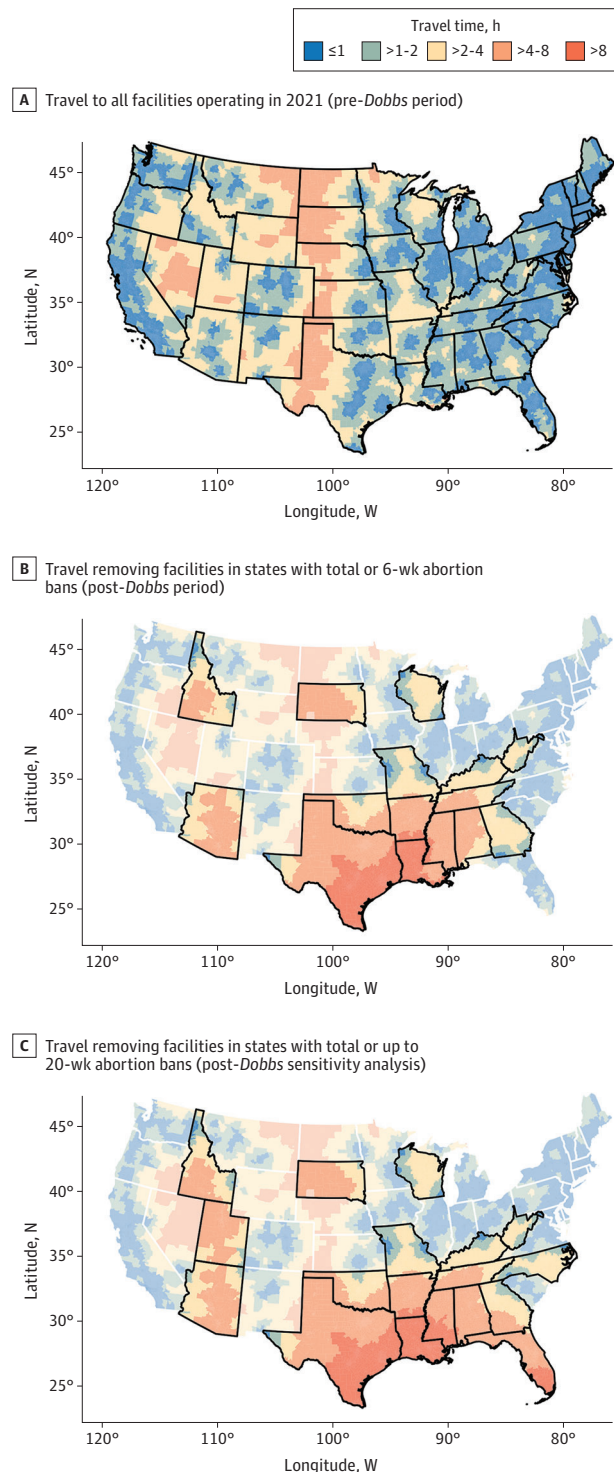 Travel time, h
≤1 >1-2 >2-4 >4-8 >8
A Travel to all facilities operating in 2021 (pre-Dobbs period)
45°
40°
35°
30°
25°
Latitude, N
120° 110° 100° 90° 80°
Longitude, W
B Travel removing facilities in states with total or 6-wk abortion
bans (post-Dobbs period)
45°
40°
35°
30°
25°
Latitude, N
120° 110° 100° 90° 80°
Longitude, W
C Travel removing facilities in states with total or up to
20-wk abortion bans (post-Dobbs sensitivity analysis)
45°
40°
35°
30°
25°
Latitude, N
120° 110° 100° 90° 80°
Longitude, W